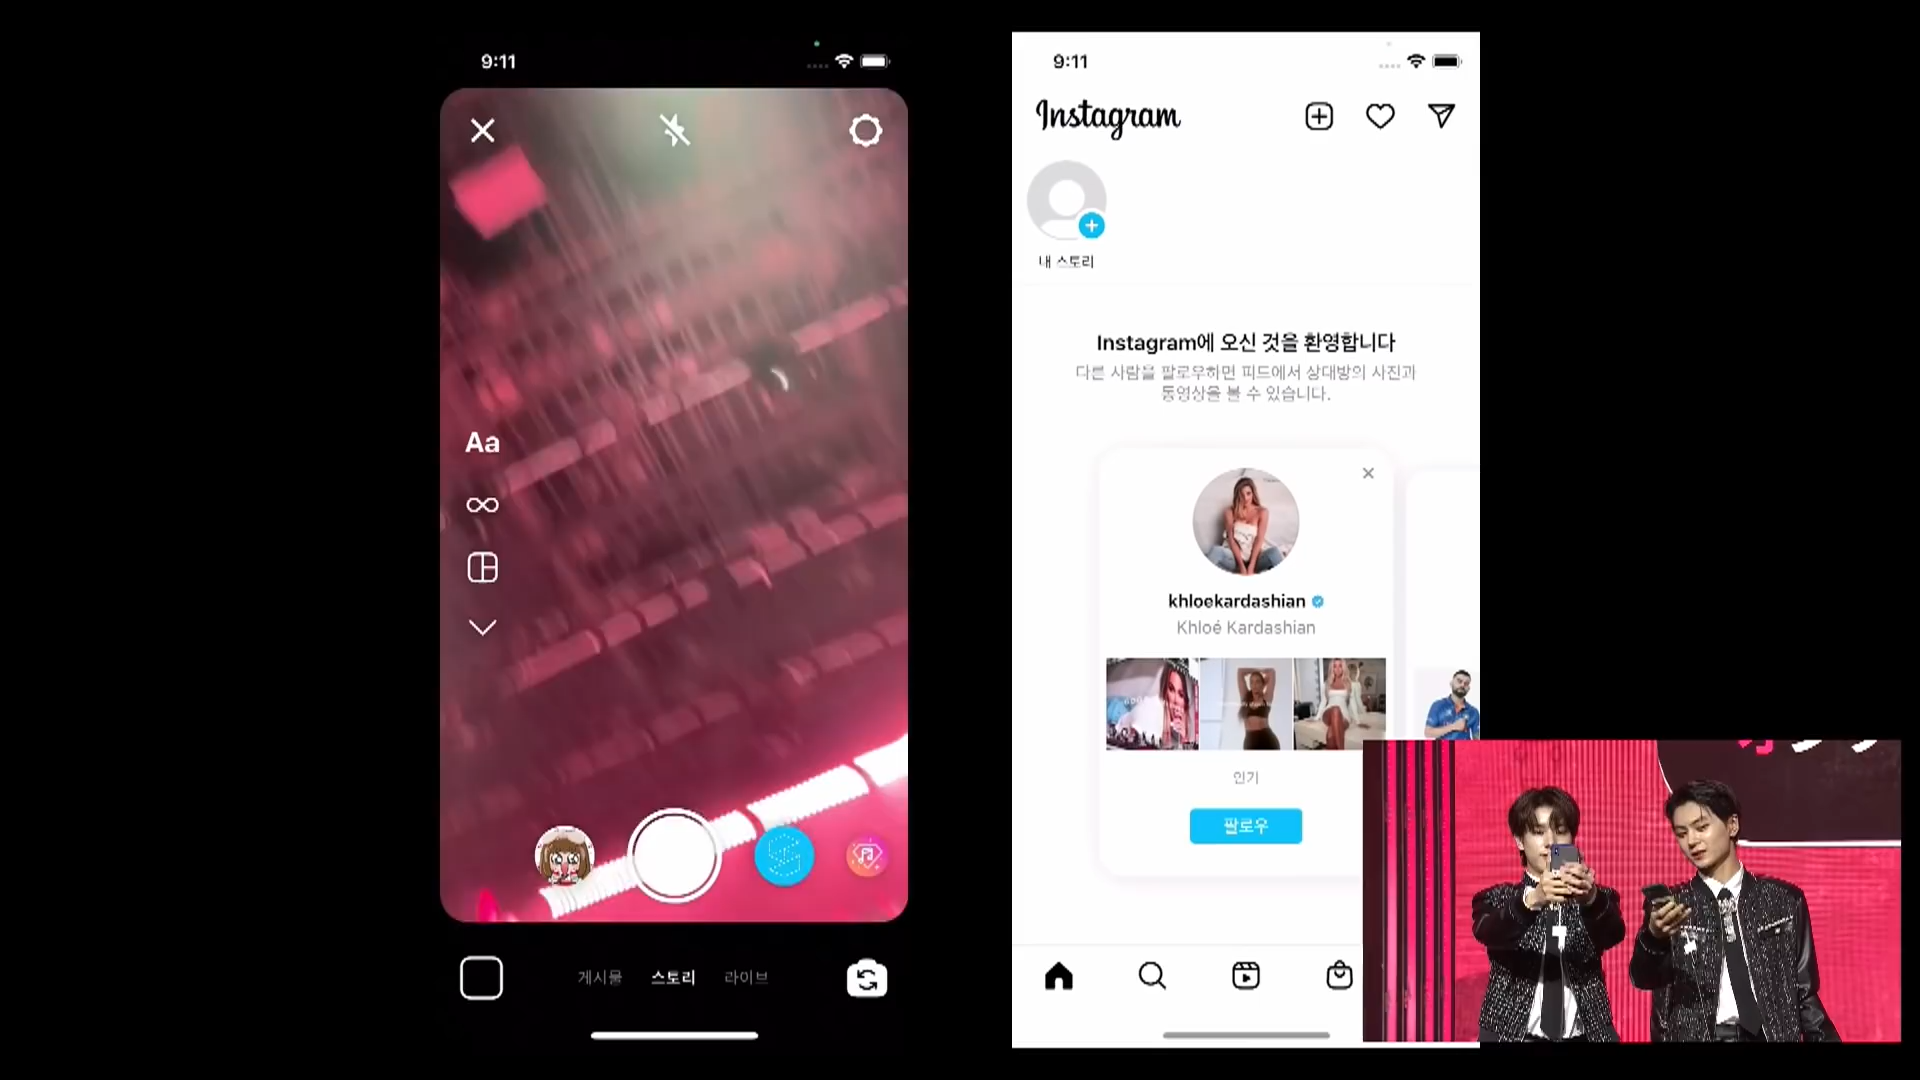 9:11
Aa
게시물 스토리 라이브
9:11
Instagram
내 스토리
Instagram에 오신 것을 환영합니다
다른 사람을 팔로우하면 피드에서 상대방의 사진과
동영상을 볼 수 있습니다.
khloekardashian
Khloé Kardashian
인기
팔로우